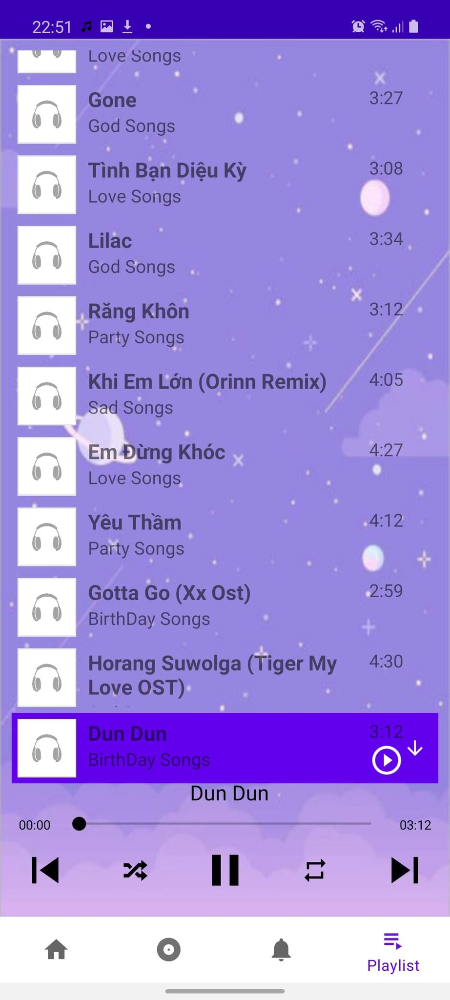 22:51
Love Songs
Gone 3:27
God Songs
Tình Bạn Diệu Kỳ 3:08
Love Songs
Lilac 3:34
God Songs
Răng Khôn 3:12
Party Songs
Khi Em Lớn (Orinn Remix) 4:05
Sad Songs
Em Đừng Khóc 4:27
Love Songs
Yêu Thầm 4:12
Party Songs
Gotta Go (Xx Ost) 2:59
BirthDay Songs
Horang Suwolga (Tiger My 4:30
Love OST)
Dun Dun 3:12
BirthDay Songs
Dun Dun
00:00 03:12
Playlist